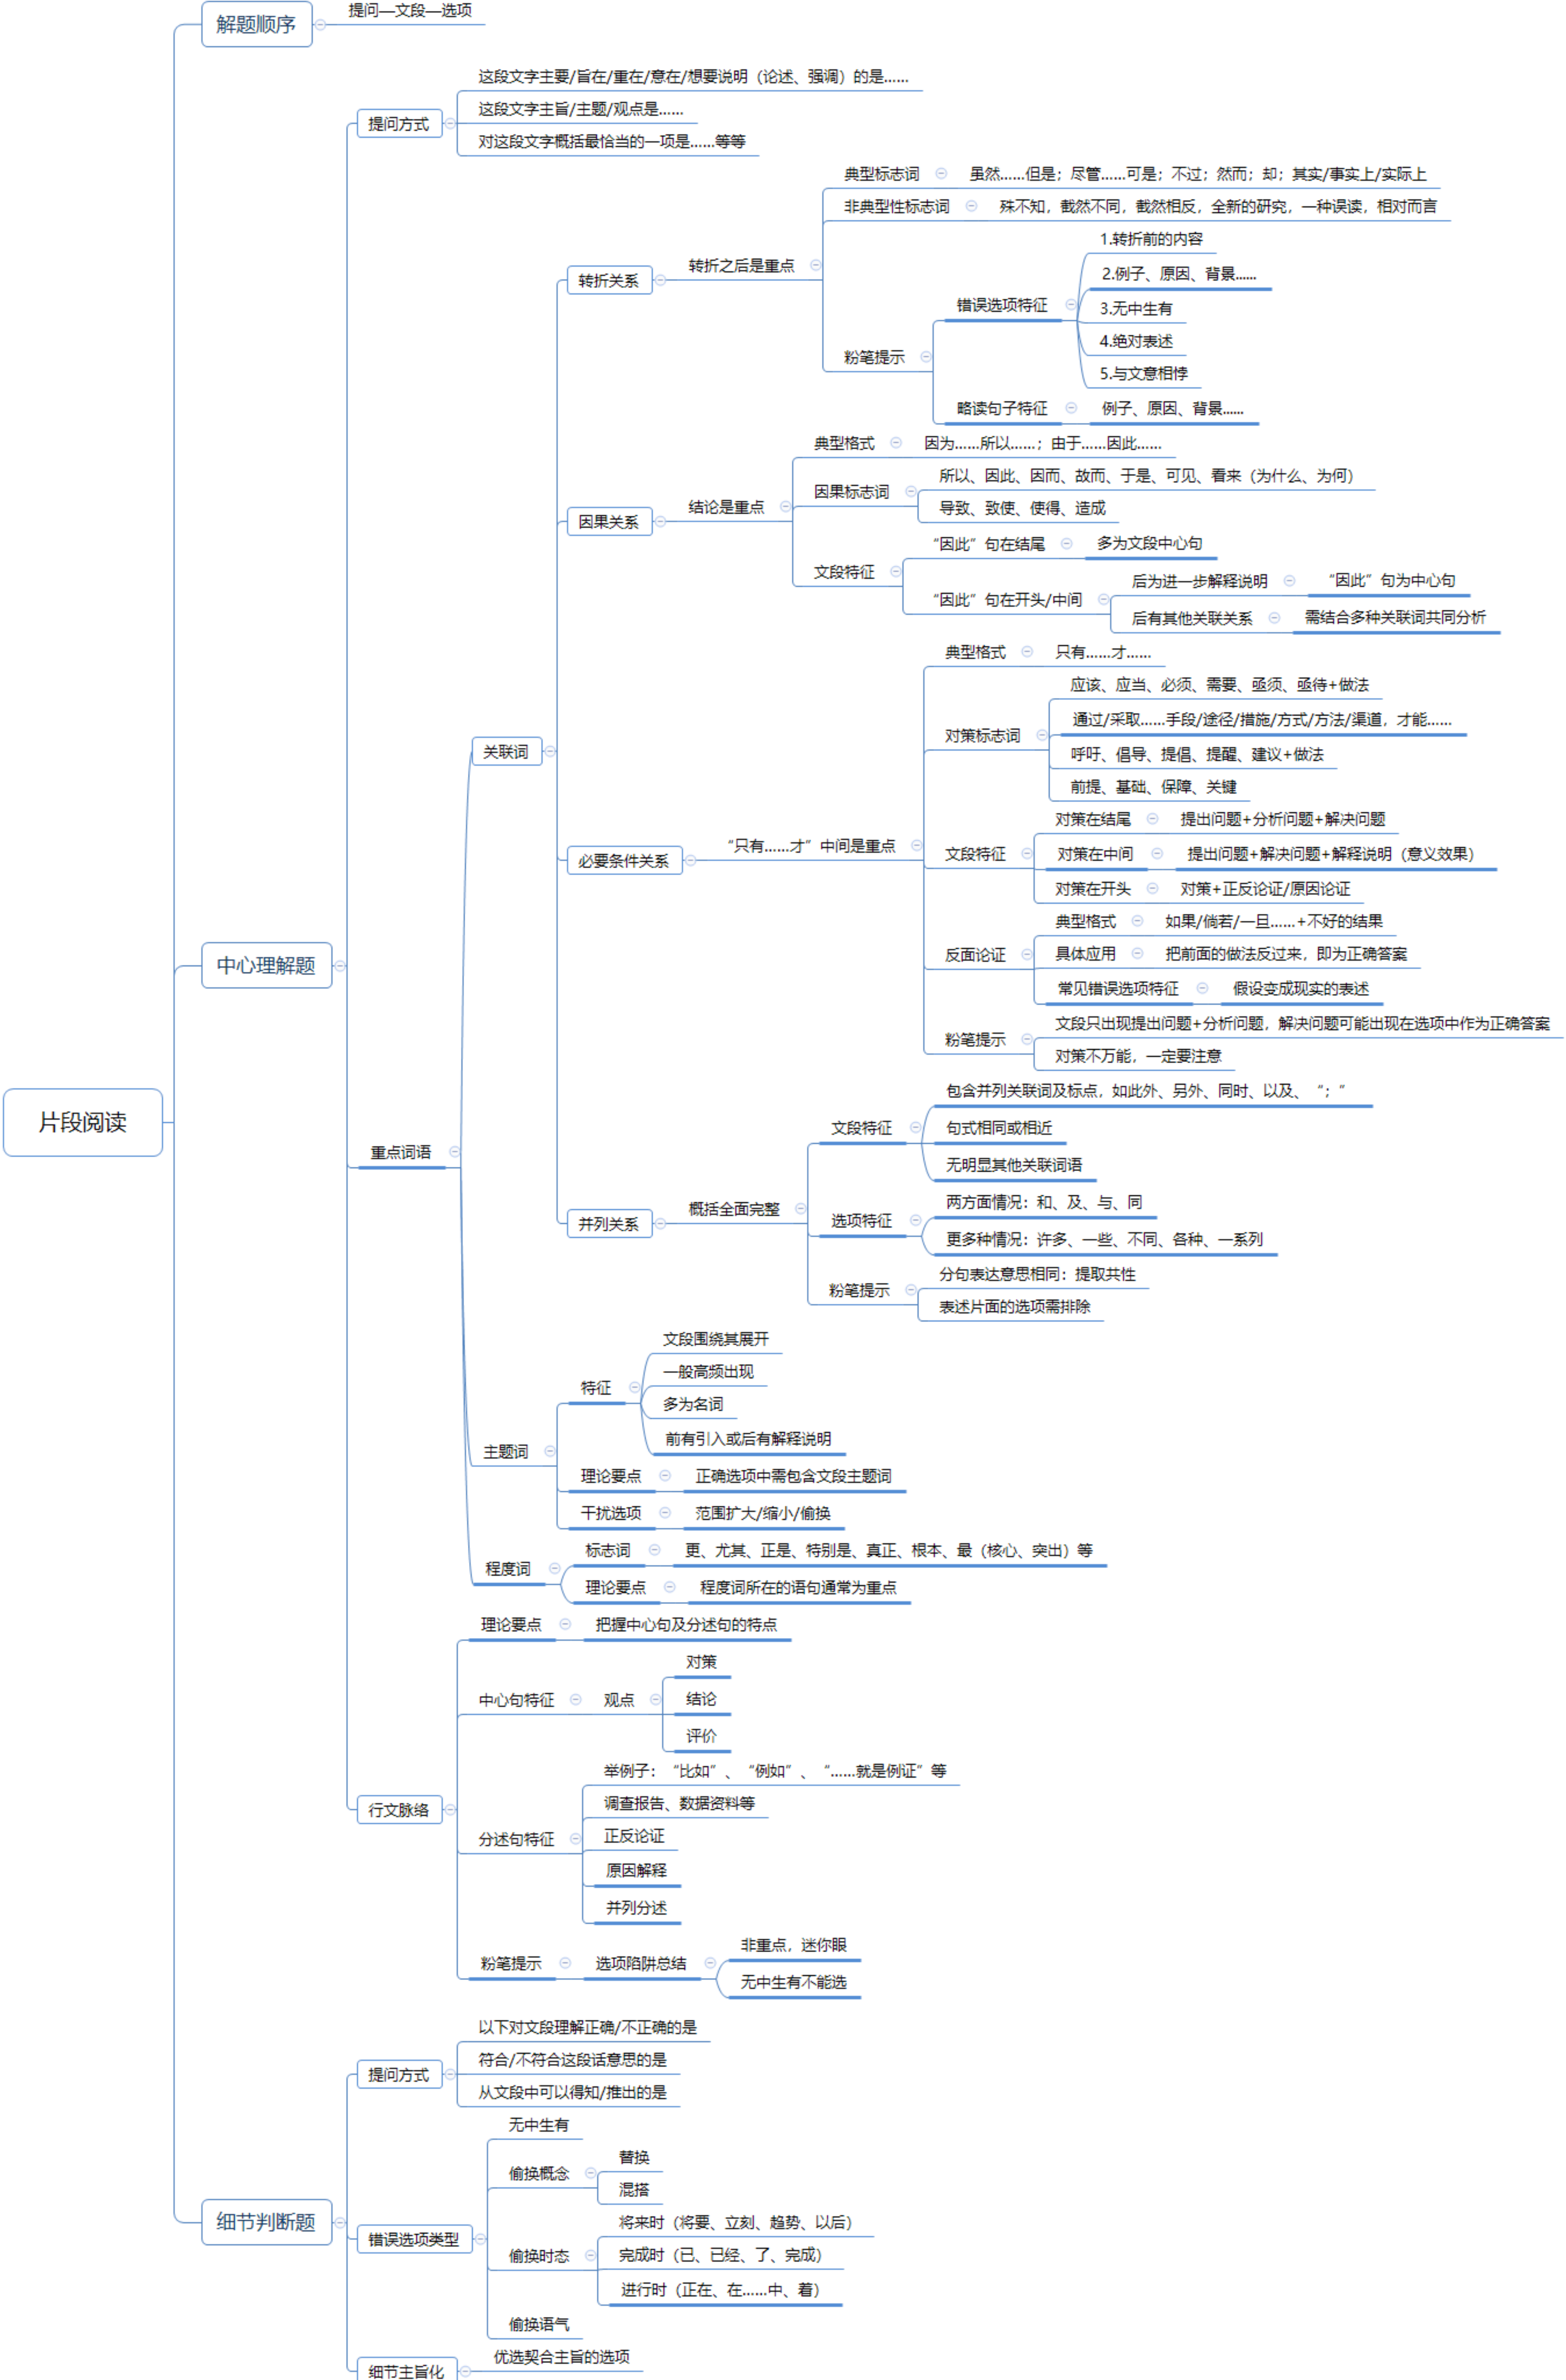 解题顺序
提问—文段—选项
提问方式
这段文字主要/旨在/重在/意在/想要说明（论述、强调）的是……
这段文字主旨/主题/观点是……
对这段文字概括最恰当的一项是……等等
典型标志词
虽然……但是；尽管……可是；不过；然而；却；其实/事实上/实际上
非典型性标志词
殊不知，截然不同，截然相反，全新的研究，一种误读，相对而言
转折关系
转折之后是重点
粉笔提示
错误选项特征
1.转折前的内容
2.例子、原因、背景……
3.无中生有
4.绝对表述
5.与文意相悖
略读句子特征
例子、原因、背景……
因果关系
结论是重点
典型格式
因为……所以……；由于……因此……
因果标志词
所以、因此、因而、故而、于是、可见、看来（为什么、为何）
导致、致使、使得、造成
文段特征
“因此”句在结尾
多为文段中心句
“因此”句在开头/中间
后为进一步解释说明
“因此”句为中心句
后有其他关联关系
需结合多种关联词共同分析
关联词
必要条件关系
“只有……才”中间是重点
典型格式
只有……才……
对策标志词
应该、应当、必须、需要、亟须、亟待+做法
通过/采取……手段/途径/措施/方式/方法/渠道，才能……
呼吁、倡导、提倡、提醒、建议+做法
前提、基础、保障、关键
文段特征
对策在结尾
提出问题+分析问题+解决问题
对策在中间
提出问题+解决问题+解释说明（意义效果）
对策在开头
对策+正反论证/原因论证
反面论证
典型格式
如果/倘若/一旦……+不好的结果
具体应用
把前面的做法反过来，即为正确答案
常见错误选项特征
假设变成现实的表述
粉笔提示
文段只出现提出问题+分析问题，解决问题可能出现在选项中作为正确答案
对策不万能，一定要注意
中心理解题
片段阅读
重点词语
并列关系
概括全面完整
文段特征
包含并列关联词及标点，如此外、另外、同时、以及、“；“
句式相同或相近
无明显其他关联词语
选项特征
两方面情况：和、及、与、同
更多种情况：许多、一些、不同、各种、一系列
粉笔提示
分句表达意思相同：提取共性
表述片面的选项需排除
主题词
特征
文段围绕其展开
一般高频出现
多为名词
前有引入或后有解释说明
理论要点
正确选项中需包含文段主题词
干扰选项
范围扩大/缩小/偷换
程度词
标志词
更、尤其、正是、特别是、真正、根本、最（核心、突出）等
理论要点
程度词所在的语句通常为重点
行文脉络
理论要点
把握中心句及分述句的特点
中心句特征
观点
对策
结论
评价
分述句特征
举例子：“比如”、“例如”、“……就是例证”等
调查报告、数据资料等
正反论证
原因解释
并列分述
粉笔提示
选项陷阱总结
非重点，迷你眼
无中生有不能选
细节判断题
提问方式
以下对文段理解正确/不正确的是
符合/不符合这段话意思的是
从文段中可以得知/推出的是
错误选项类型
无中生有
偷换概念
替换
混搭
偷换时态
将来时（将要、立刻、趋势、以后）
完成时（已、已经、了、完成）
进行时（正在、在……中、着）
偷换语气
细节主旨化
优选契合主旨的选项